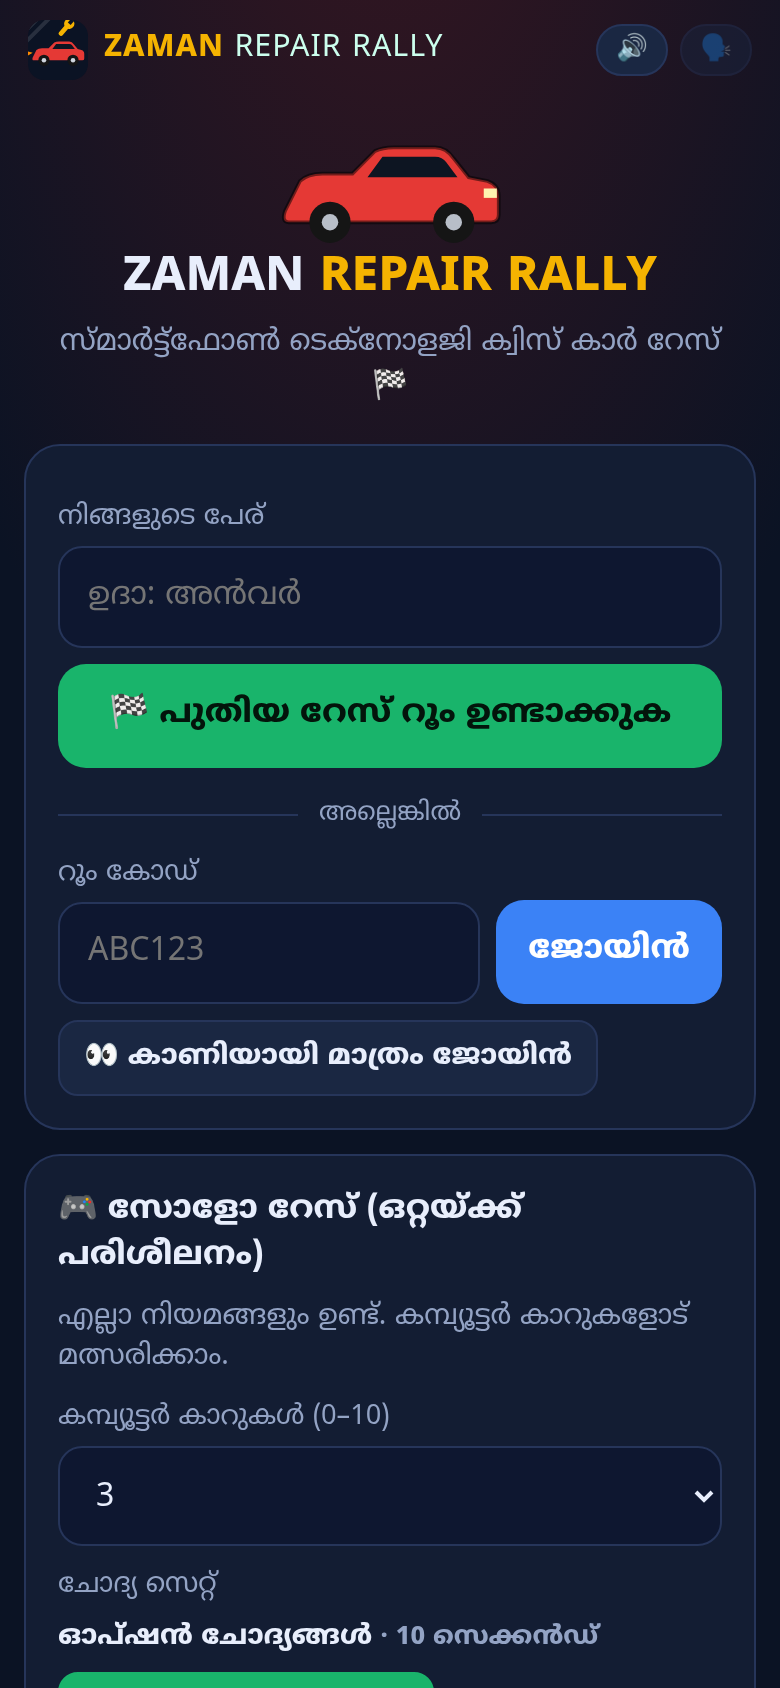 ZAMAN REPAIR RALLY
ZAMAN REPAIR RALLY
സ്മാർട്ട്ഫോൺ ടെക്നോളജി ക്വിസ് കാർ റേസ്
🏁
നിങ്ങളുടെ പേര്
ഉദാ: അൻവർ
🏁 പുതിയ റേസ് റൂം ഉണ്ടാക്കുക
അല്ലെങ്കിൽ
റൂം കോഡ്
ABC123
ജോയിൻ
👀 കാണിയായി മാത്രം ജോയിൻ
🎮 സോളോ റേസ് (ഒറ്റയ്ക്ക്
പരിശീലനം)
എല്ലാ നിയമങ്ങളും ഉണ്ട്. കമ്പ്യൂട്ടർ കാറുകളോട്
മത്സരിക്കാം.
കമ്പ്യൂട്ടർ കാറുകൾ (0–10)
3
ചോദ്യ സെറ്റ്
ഓപ്ഷൻ ചോദ്യങ്ങൾ · 10 സെക്കൻഡ്